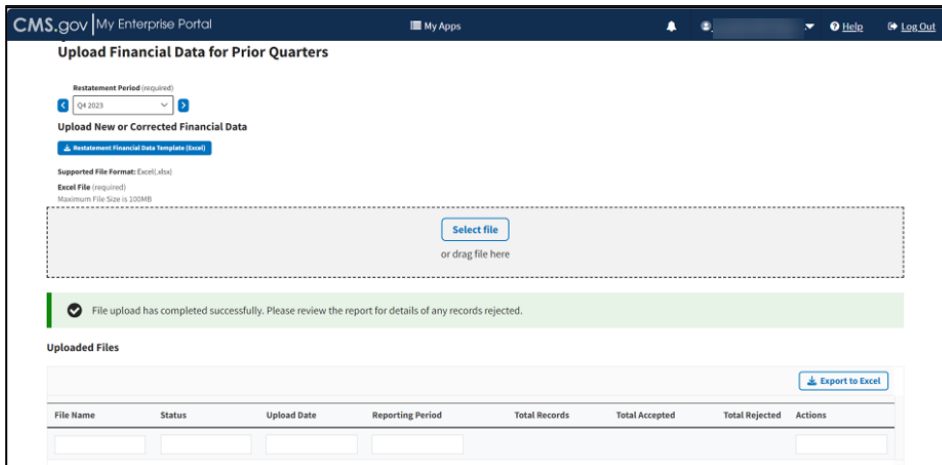 CMS.gov My Enterprise Portal My Apps Help Log Out
Upload Financial Data for Prior Quarters
Restatement Period (required)
Q4 2023
Upload New or Corrected Financial Data
Restatement Financial Data Template (Excel)
Supported File Format: Excel(.xlsx)
Excel File (required)
Maximum File Size is 100MB
Select file
or drag file here
File upload has completed successfully. Please review the report for details of any records rejected.
Uploaded Files
Export to Excel
File Name Status Upload Date Reporting Period Total Records Total Accepted Total Rejected Actions